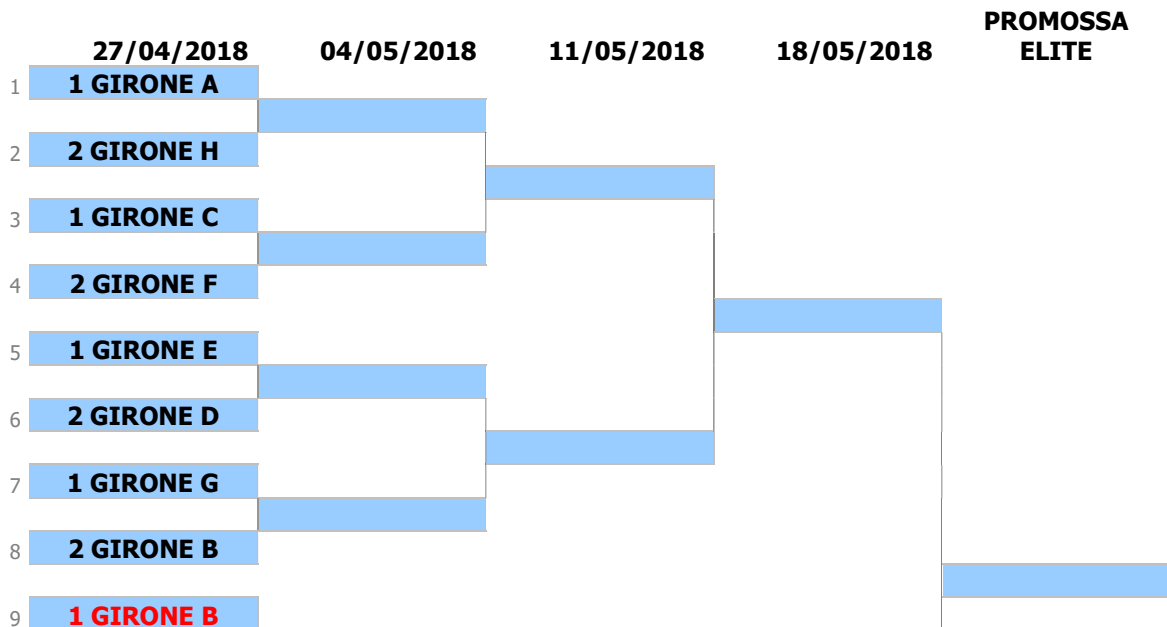 PROMOSSA
27/04/2018 04/05/2018 11/05/2018 18/05/2018 ELITE
1 1 GIRONE A
2 2 GIRONE H
3 1 GIRONE C
4 2 GIRONE F
5 1 GIRONE E
6 2 GIRONE D
7 1 GIRONE G
8 2 GIRONE B
9 1 GIRONE B